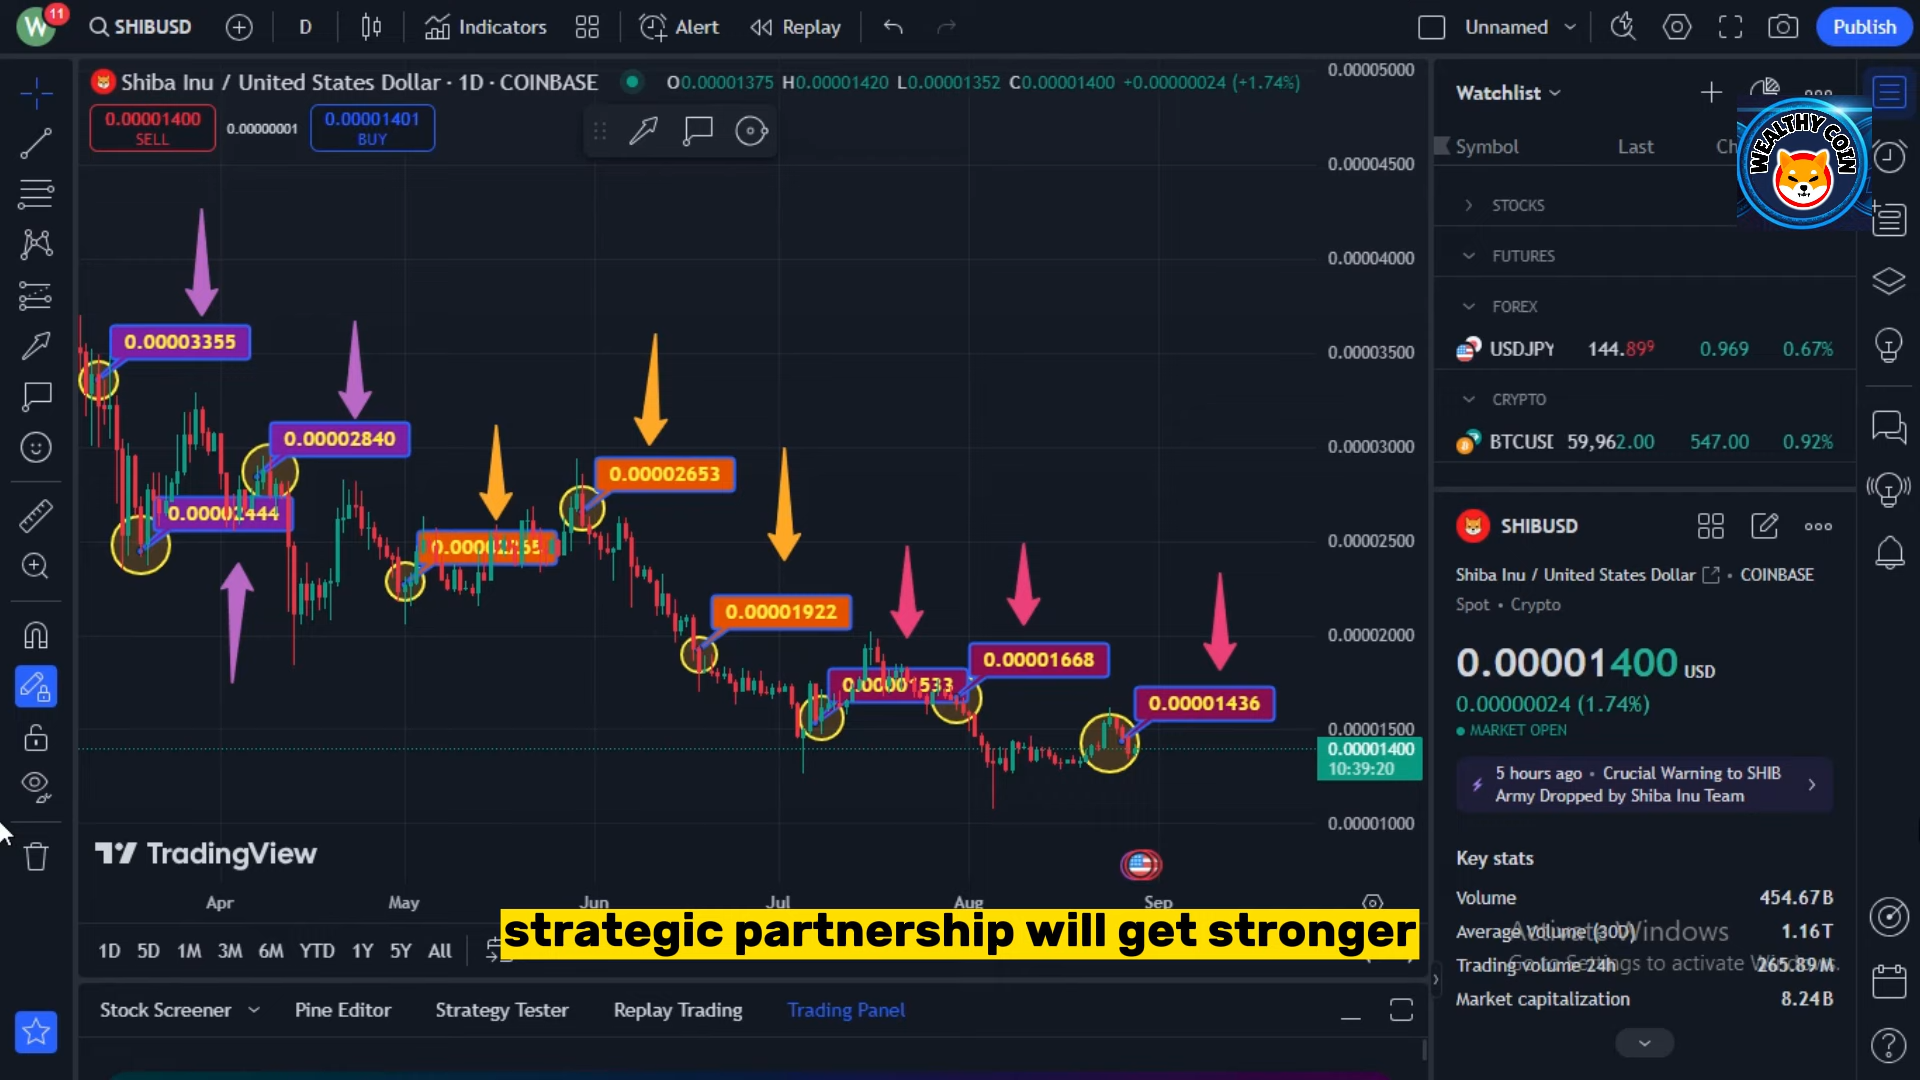 W 11 SHIBUSD D Indicators Alert Replay Unnamed Publish
Shiba Inu / United States Dollar · 1D · COINBASE O0.00001375 H0.00001420 L0.00001352 C0.00001400 +0.00000024 (+1.74%)
0.00001400
SELL
0.00000001
0.00001401
BUY
0.00005000
0.00004500
0.00004000
0.00003500
0.00003000
0.00002500
0.00002000
0.00001500
0.00001400
10:39:20
0.00001000
0.00003355
0.00002840
0.00002444
0.00002653
0.00001922
0.00001533
0.00001668
0.00001436
TradingView
Apr May Jun Jul Aug Sep
strategic partnership will get stronger
1D 5D 1M 3M 6M YTD 1Y 5Y All
Stock Screener Pine Editor Strategy Tester Replay Trading Trading Panel
Watchlist
WEALTHY COIN
Symbol Last
STOCKS
FUTURES
FOREX
USDJPY 144.899 0.969 0.67%
CRYPTO
BTCUSD 59,962.00 547.00 0.92%
SHIBUSD
Shiba Inu / United States Dollar · COINBASE
Spot · Crypto
0.00001400 USD
0.00000024 (1.74%)
MARKET OPEN
5 hours ago · Crucial Warning to SHIB
Army Dropped by Shiba Inu Team
Key stats
Volume 454.67B
Average Volume (30D) 1.16T
Trading volume 24h 265.89M
Market capitalization 8.24B
Activate Windows
Go to Settings to activate Windows.